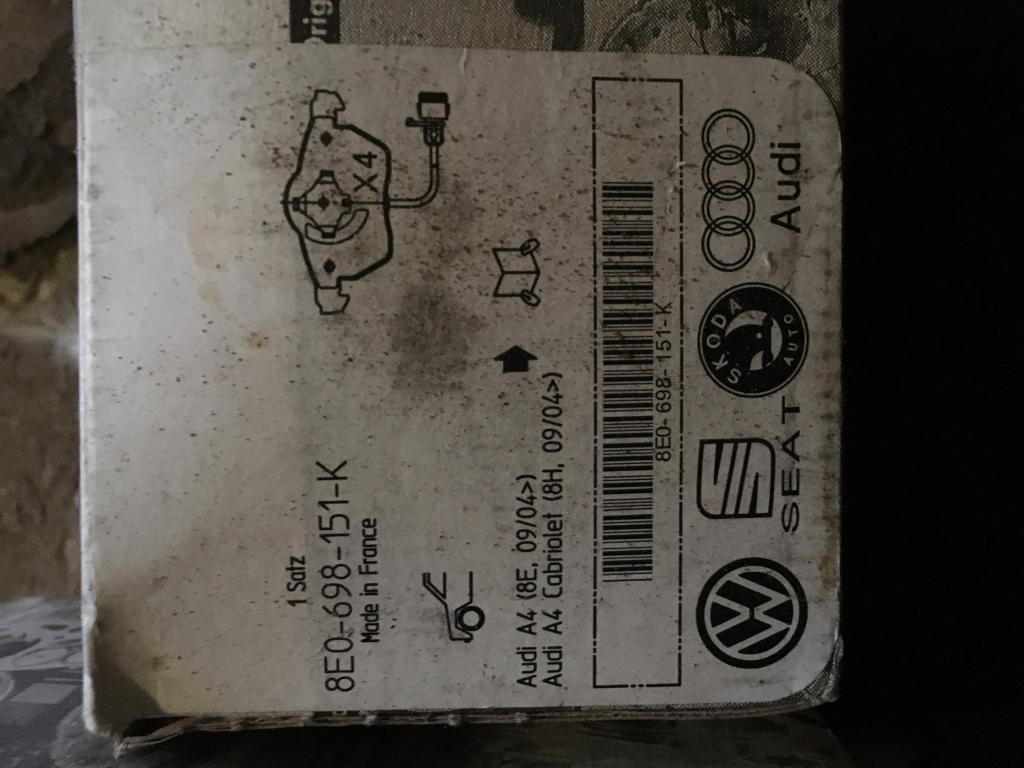 X4
1 Satz
8E0-698-151-K
Made in France
Audi A4 (8E, 09/04>)
Audi A4 Cabriolet (8H, 09/04>)
8E0-698-151-K
SEAT
SKODA
AUTO
Audi